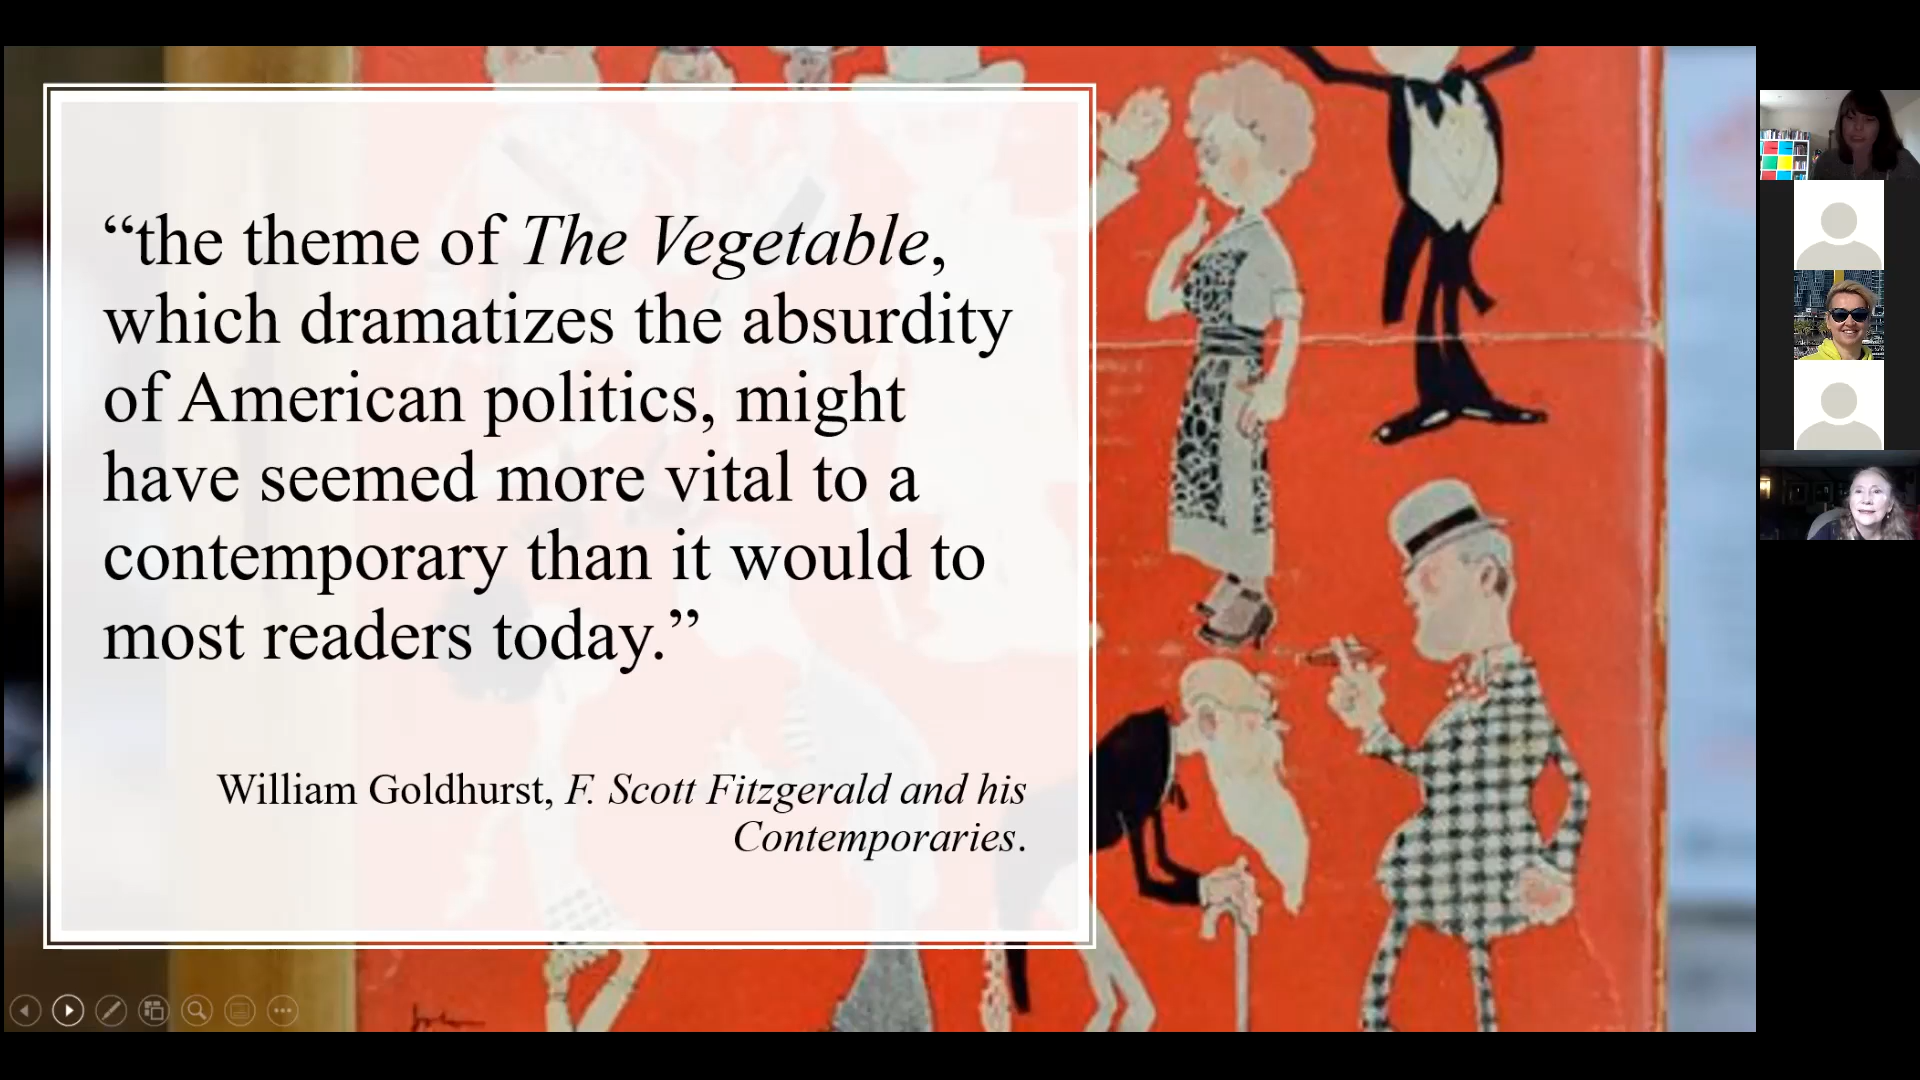 “the theme of The Vegetable,
which dramatizes the absurdity
of American politics, might
have seemed more vital to a
contemporary than it would to
most readers today.”
William Goldhurst, F. Scott Fitzgerald and his
Contemporaries.